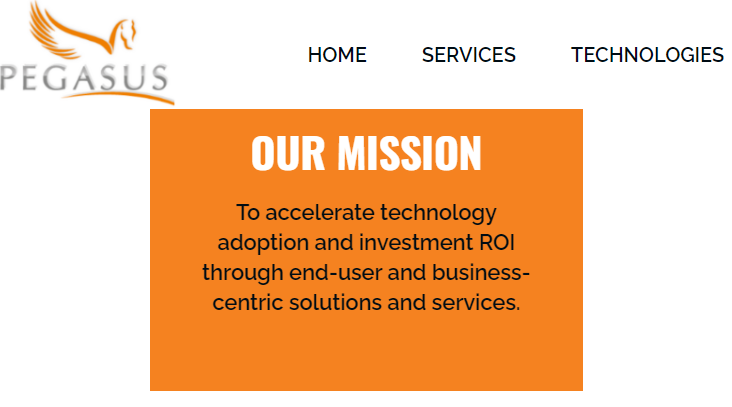 PEGASUS
HOME SERVICES TECHNOLOGIES
OUR MISSION
To accelerate technology
adoption and investment ROI
through end-user and business-
centric solutions and services.